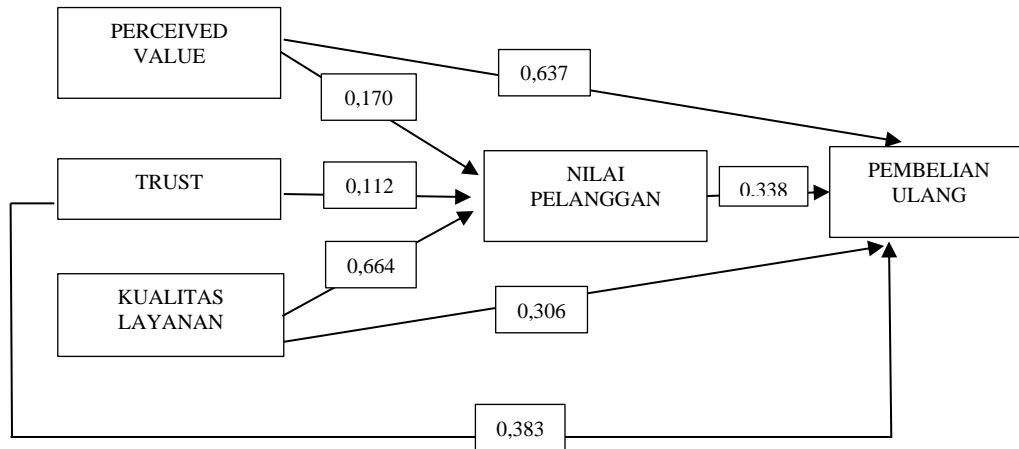 PERCEIVED
VALUE
0,637
0,170
TRUST
0,112
NILAI
PELANGGAN
0,338
PEMBELIAN
ULANG
0,664
KUALITAS
LAYANAN
0,306
0,383